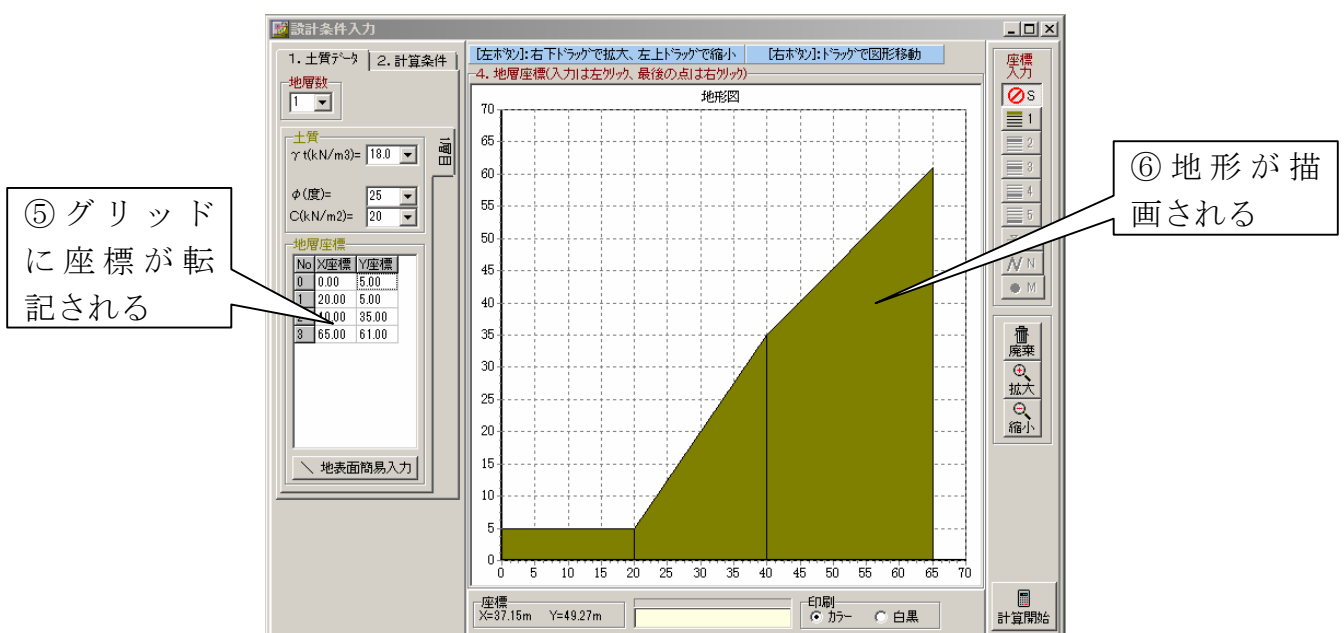 設計条件入力
1. 土質ﾃﾞｰﾀ
2. 計算条件
地層数
1
土質
γt(kN/m3)= 18.0
φ(度)= 25
C(kN/m2)= 20
1層目
地層座標
No X座標 Y座標
0 0.00 5.00
1 20.00 5.00
2 40.00 35.00
3 65.00 61.00
地表面簡易入力
⑤グリッド
に座標が転
記される
[左ﾎﾞﾀﾝ]:右下ﾄﾞﾗｯｸﾞで拡大、左上ﾄﾞﾗｯｸﾞで縮小
[右ﾎﾞﾀﾝ]:ﾄﾞﾗｯｸﾞで図形移動
4. 地層座標(入力は左ｸﾘｯｸ、最後の点は右ｸﾘｯｸ)
地形図
70
65
60
55
50
45
40
35
30
25
20
15
10
5
0
0 5 10 15 20 25 30 35 40 45 50 55 60 65 70
座標
X=37.15m Y=49.27m
印刷
ｶﾗｰ
白黒
座標
入力
S
1
2
3
4
5
N
M
廃棄
拡大
縮小
計算開始
⑥地形が描
画される